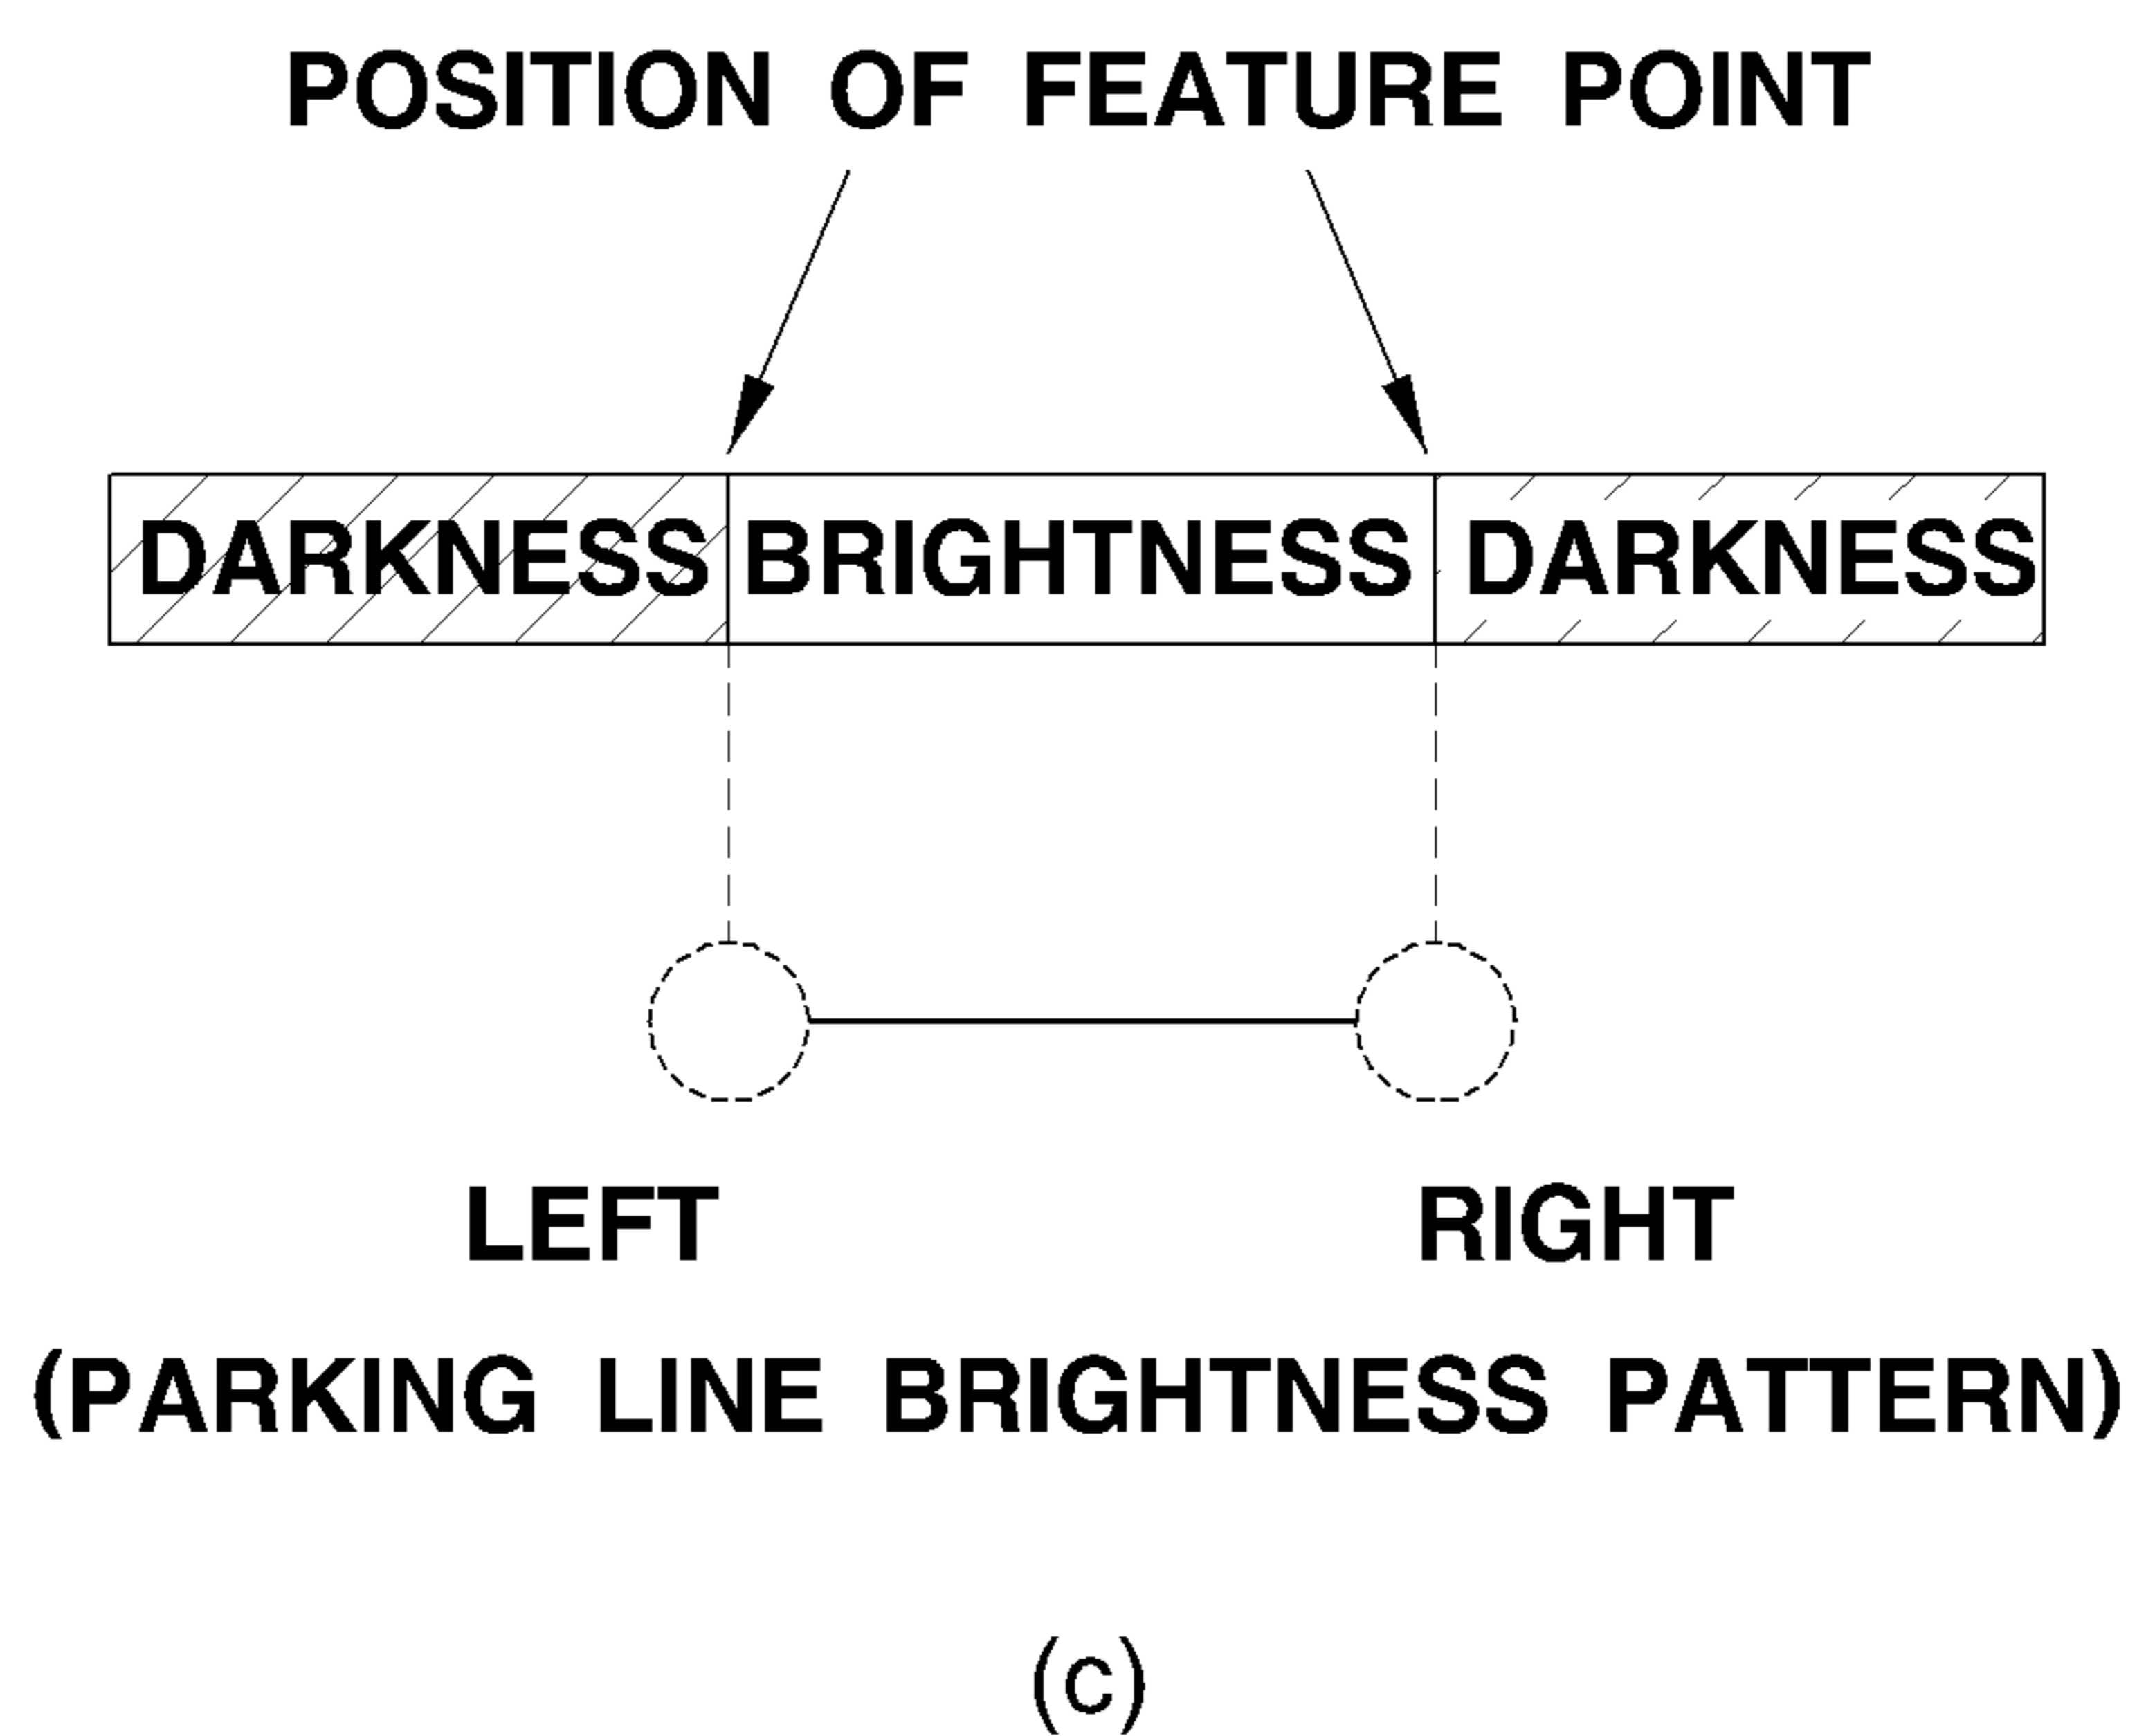 POSITION OF FEATURE POINT
DARKNESS BRIGHTNESS DARKNESS
LEFT RIGHT
(PARKING LINE BRIGHTNESS PATTERN)
(c)